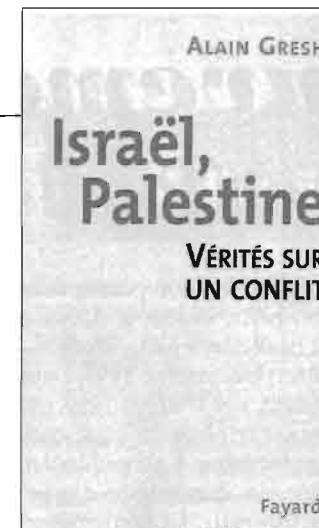 ALAIN GRESH
Israël,
Palestine
VÉRITÉS SUR
UN CONFLIT
Fayard